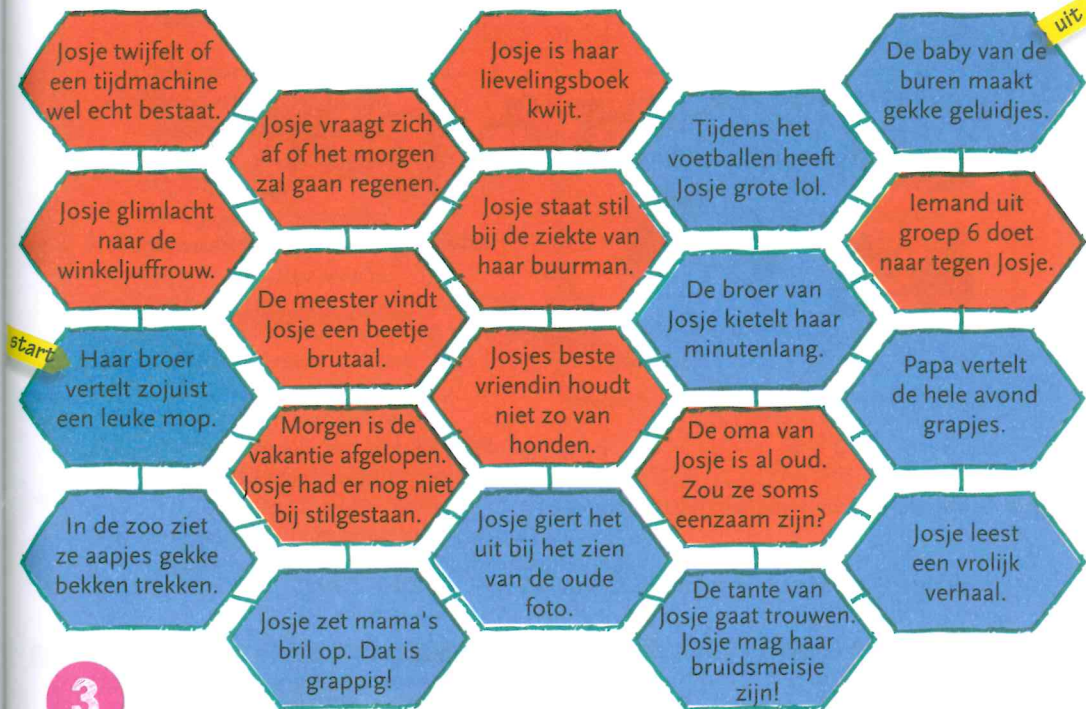 Josje twijfelt of
een tijdmachine
wel echt bestaat.
Josje glimlacht
naar de
winkeljuffrouw.
start
Haar broer
vertelt zojuist
een leuke mop.
In de zoo ziet
ze aapjes gekke
bekken trekken.
Josje vraagt zich
af of het morgen
zal gaan regenen.
De meester vindt
Josje een beetje
brutaal.
Morgen is de
vakantie afgelopen.
Josje had er nog niet
bij stilgestaan.
Josje zet mama's
bril op. Dat is
grappig!
Josje is haar
lievelingsboek
kwijt.
Josje staat stil
bij de ziekte van
haar buurman.
Josjes beste
vriendin houdt
niet zo van
honden.
Josje giert het
uit bij het zien
van de oude
foto.
Tijdens het
voetballen heeft
Josje grote lol.
De broer van
Josje kietelt haar
minutenlang.
De oma van
Josje is al oud.
Zou ze soms
eenzaam zijn?
De tante van
Josje gaat trouwen.
Josje mag haar
bruidsmeisje
zijn!
uit
De baby van de
buren maakt
gekke geluidjes.
Iemand uit
groep 6 doet
naar tegen Josje.
Papa vertelt
de hele avond
grapjes.
Josje leest
een vrolijk
verhaal.
3